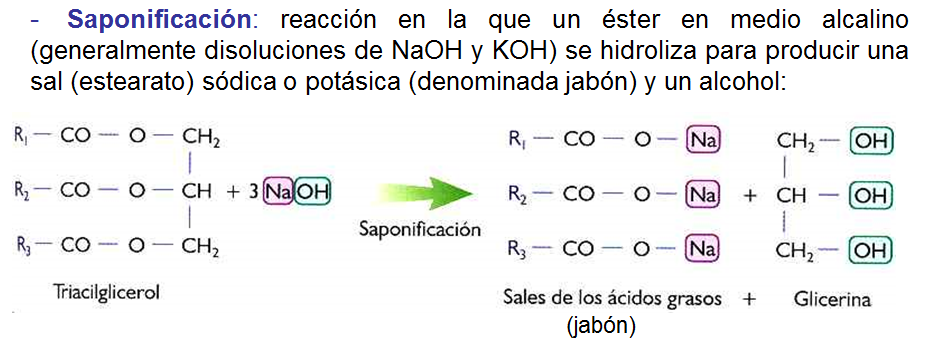 - Saponificación: reacción en la que un éster en medio alcalino
(generalmente disoluciones de NaOH y KOH) se hidroliza para producir una
sal (estearato) sódica o potásica (denominada jabón) y un alcohol:
R₁ — CO — O — CH₂ R₁ — CO — O — Na CH₂ — OH
R₂ — CO — O — CH + 3 NaOH R₂ — CO — O — Na + CH — OH
Saponificación
R₃ — CO — O — CH₂ R₃ — CO — O — Na CH₂ — OH
Triacilglicerol Sales de los ácidos grasos + Glicerina
(jabón)